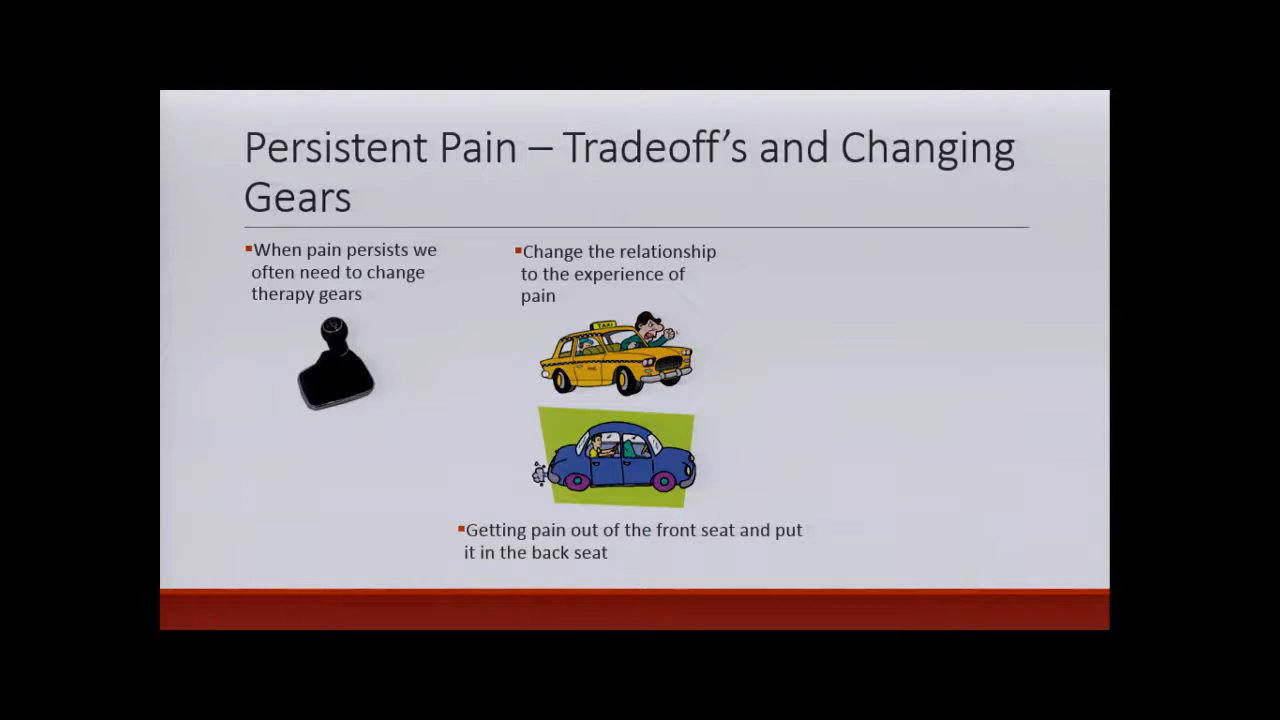 Persistent Pain – Tradeoff’s and Changing
Gears
▪When pain persists we
often need to change
therapy gears
▪Change the relationship
to the experience of
pain
TAXI
▪Getting pain out of the front seat and put
it in the back seat